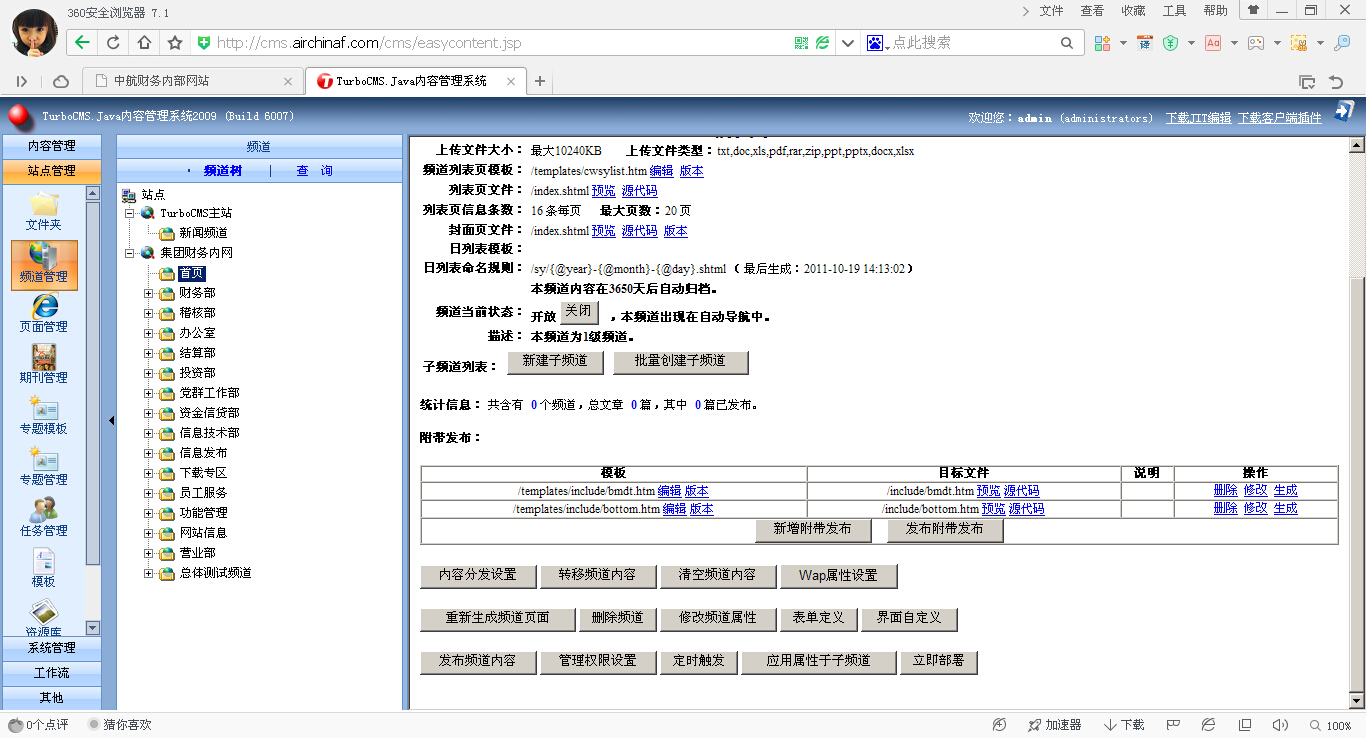 360安全浏览器 7.1
文件 查看 收藏 工具 帮助
http://cms.airchinaf.com/cms/easycontent.jsp
点此搜索
中航财务内部网站
TurboCMS.Java内容管理系统
TurboCMS.Java内容管理系统2009 (Build 6007)
欢迎您：admin (administrators) 下载JIT编辑 下载客户端插件
内容管理
站点管理
文件夹
频道管理
页面管理
期刊管理
专题模板
专题管理
任务管理
模板
资源库
系统管理
工作流
其他
频道
· 频道树 | 查 询
站点
TurboCMS主站
新闻频道
集团财务内网
首页
财务部
稽核部
办公室
结算部
投资部
党群工作部
资金信贷部
信息技术部
信息发布
下载专区
员工服务
功能管理
网站信息
营业部
总体测试频道
上传文件大小： 最大10240KB 上传文件类型：txt,doc,xls,pdf,rar,zip,ppt,pptx,docx,xlsx
频道列表页模板： /templates/cwsylist.htm 编辑 版本
列表页文件： /index.shtml 预览 源代码
列表页信息条数： 16 条每页 最大页数：20 页
封面页文件： /index.shtml 预览 源代码 版本
日列表模板：
日列表命名规则： /sy/{@year}-{@month}-{@day}.shtml （ 最后生成：2011-10-19 14:13:02）
本频道内容在3650天后自动归档。
频道当前状态： 开放 关闭 ，本频道出现在自动导航中。
描述： 本频道为1级频道。
子频道列表： 新建子频道 批量创建子频道
统计信息： 共含有 0 个频道，总文章 0 篇，其中 0 篇已发布。
附带发布：
模板 目标文件 说明 操作
/templates/include/bmdt.htm 编辑 版本 /include/bmdt.htm 预览 源代码 删除 修改 生成
/templates/include/bottom.htm 编辑 版本 /include/bottom.htm 预览 源代码 删除 修改 生成
新增附带发布 发布附带发布
内容分发设置 转移频道内容 清空频道内容 Wap属性设置
重新生成频道页面 删除频道 修改频道属性 表单定义 界面自定义
发布频道内容 管理权限设置 定时触发 应用属性于子频道 立即部署
0个点评 猜你喜欢 加速器 下载 100%